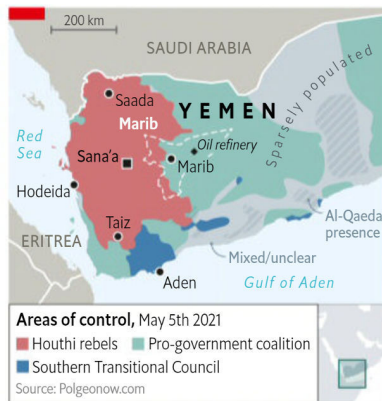 200 km
SAUDI ARABIA
Saada
YEMEN
Marib
Sparsely populated
Red
Sea
Oil refinery
Sana'a
Marib
Hodeida
Taiz
Al-Qaeda
presence
ERITREA
Mixed/unclear
Aden
Gulf of Aden
Areas of control, May 5th 2021
Houthi rebels
Pro-government coalition
Southern Transitional Council
Source: Polgeonow.com